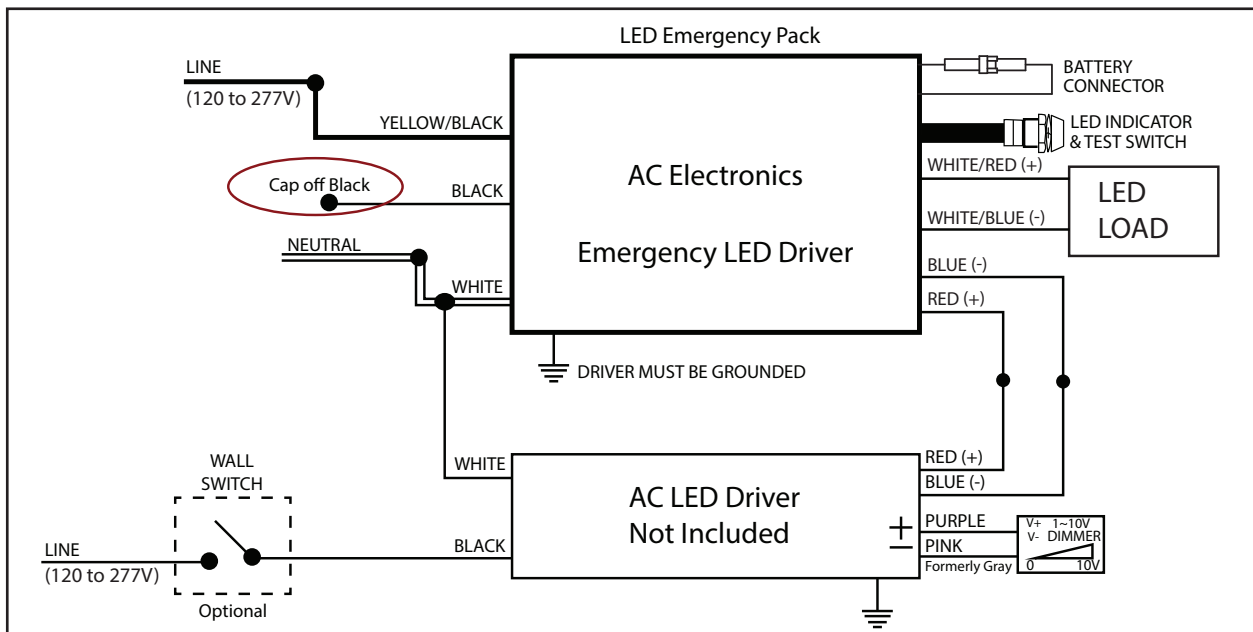 LED Emergency Pack
LINE
(120 to 277V)
YELLOW/BLACK
Cap off Black
BLACK
NEUTRAL
WHITE
AC Electronics
Emergency LED Driver
BATTERY
CONNECTOR
LED INDICATOR
& TEST SWITCH
WHITE/RED (+)
WHITE/BLUE (-)
LED
LOAD
BLUE (-)
RED (+)
DRIVER MUST BE GROUNDED
WALL
SWITCH
LINE
(120 to 277V)
Optional
WHITE
BLACK
AC LED Driver
Not Included
RED (+)
BLUE (-)
+
PURPLE
−
PINK
Formerly Gray
V+ 1~10V
V- DIMMER
0 10V